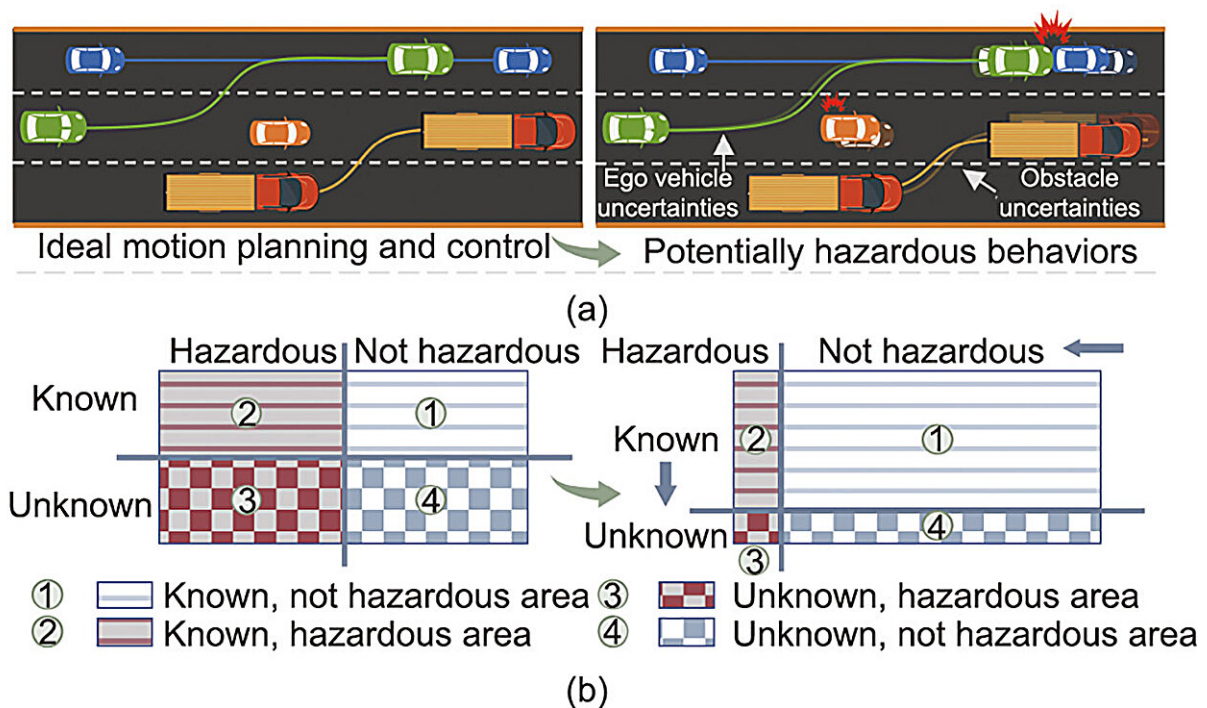 Ego vehicle
uncertainties
Obstacle
uncertainties
Ideal motion planning and control
Potentially hazardous behaviors
(a)
Hazardous
Not hazardous
Hazardous
Not hazardous
Known
②
①
Known
②
①
Unknown
③
④
Unknown
③
④
① Known, not hazardous area
③ Unknown, hazardous area
② Known, hazardous area
④ Unknown, not hazardous area
(b)